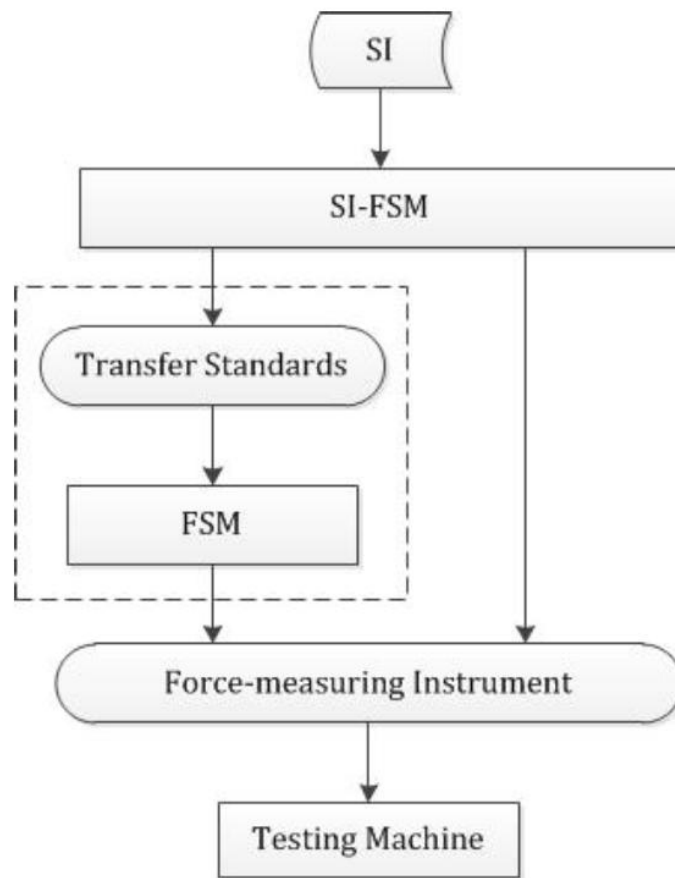 SI
SI-FSM
Transfer Standards
FSM
Force-measuring Instrument
Testing Machine